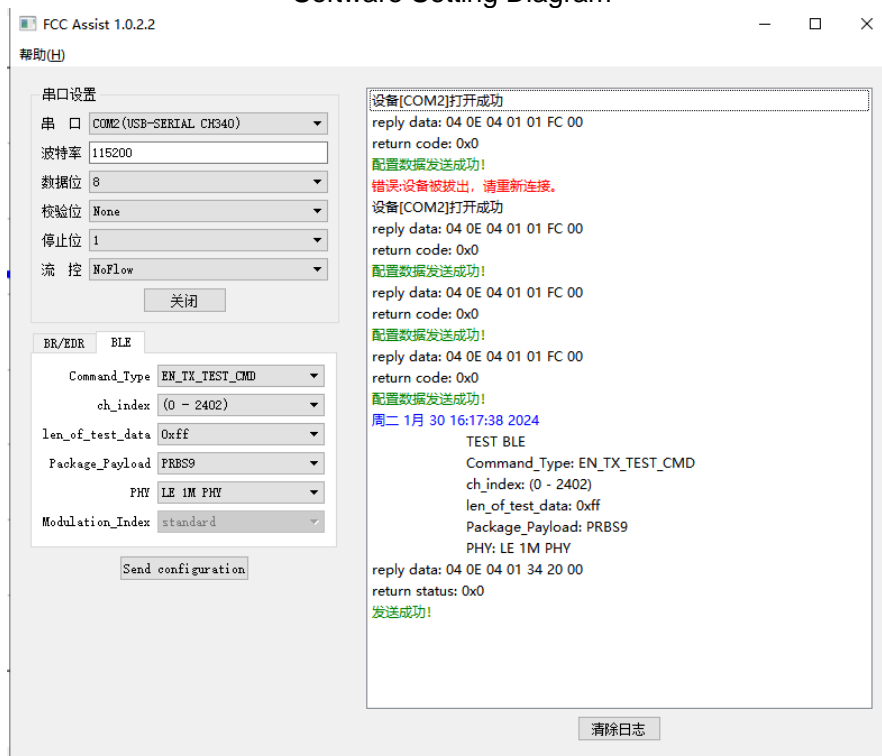 Software Setting Diagram
FCC Assist 1.0.2.2
帮助(H)
串口设置
串 口 COM2(USB-SERIAL CH340)
波特率 115200
数据位 8
校验位 None
停止位 1
流 控 NoFlow
关闭
BR/EDR BLE
Command_Type EN_TX_TEST_CMD
ch_index (0 - 2402)
len_of_test_data 0xff
Package_Payload PRBS9
PHY LE 1M PHY
Modulation_Index standard
Send configuration
设备[COM2]打开成功
reply data: 04 0E 04 01 01 FC 00
return code: 0x0
配置数据发送成功!
错误:设备被拔出，请重新连接。
设备[COM2]打开成功
reply data: 04 0E 04 01 01 FC 00
return code: 0x0
配置数据发送成功!
reply data: 04 0E 04 01 01 FC 00
return code: 0x0
配置数据发送成功!
reply data: 04 0E 04 01 01 FC 00
return code: 0x0
配置数据发送成功!
周二 1月 30 16:17:38 2024
TEST BLE
Command_Type: EN_TX_TEST_CMD
ch_index: (0 - 2402)
len_of_test_data: 0xff
Package_Payload: PRBS9
PHY: LE 1M PHY
reply data: 04 0E 04 01 34 20 00
return status: 0x0
发送成功!
清除日志